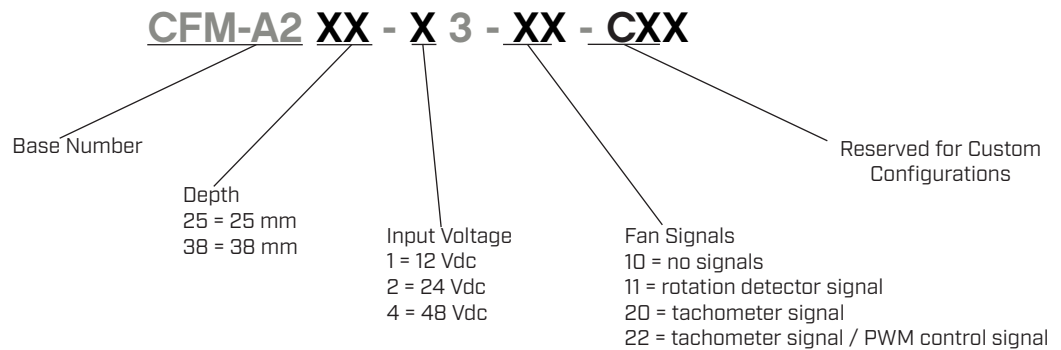 CFM-A2 XX - X 3 - XX - CXX
Base Number
Depth
25 = 25 mm
38 = 38 mm
Input Voltage
1 = 12 Vdc
2 = 24 Vdc
4 = 48 Vdc
Fan Signals
10 = no signals
11 = rotation detector signal
20 = tachometer signal
22 = tachometer signal / PWM control signal
Reserved for Custom
Configurations